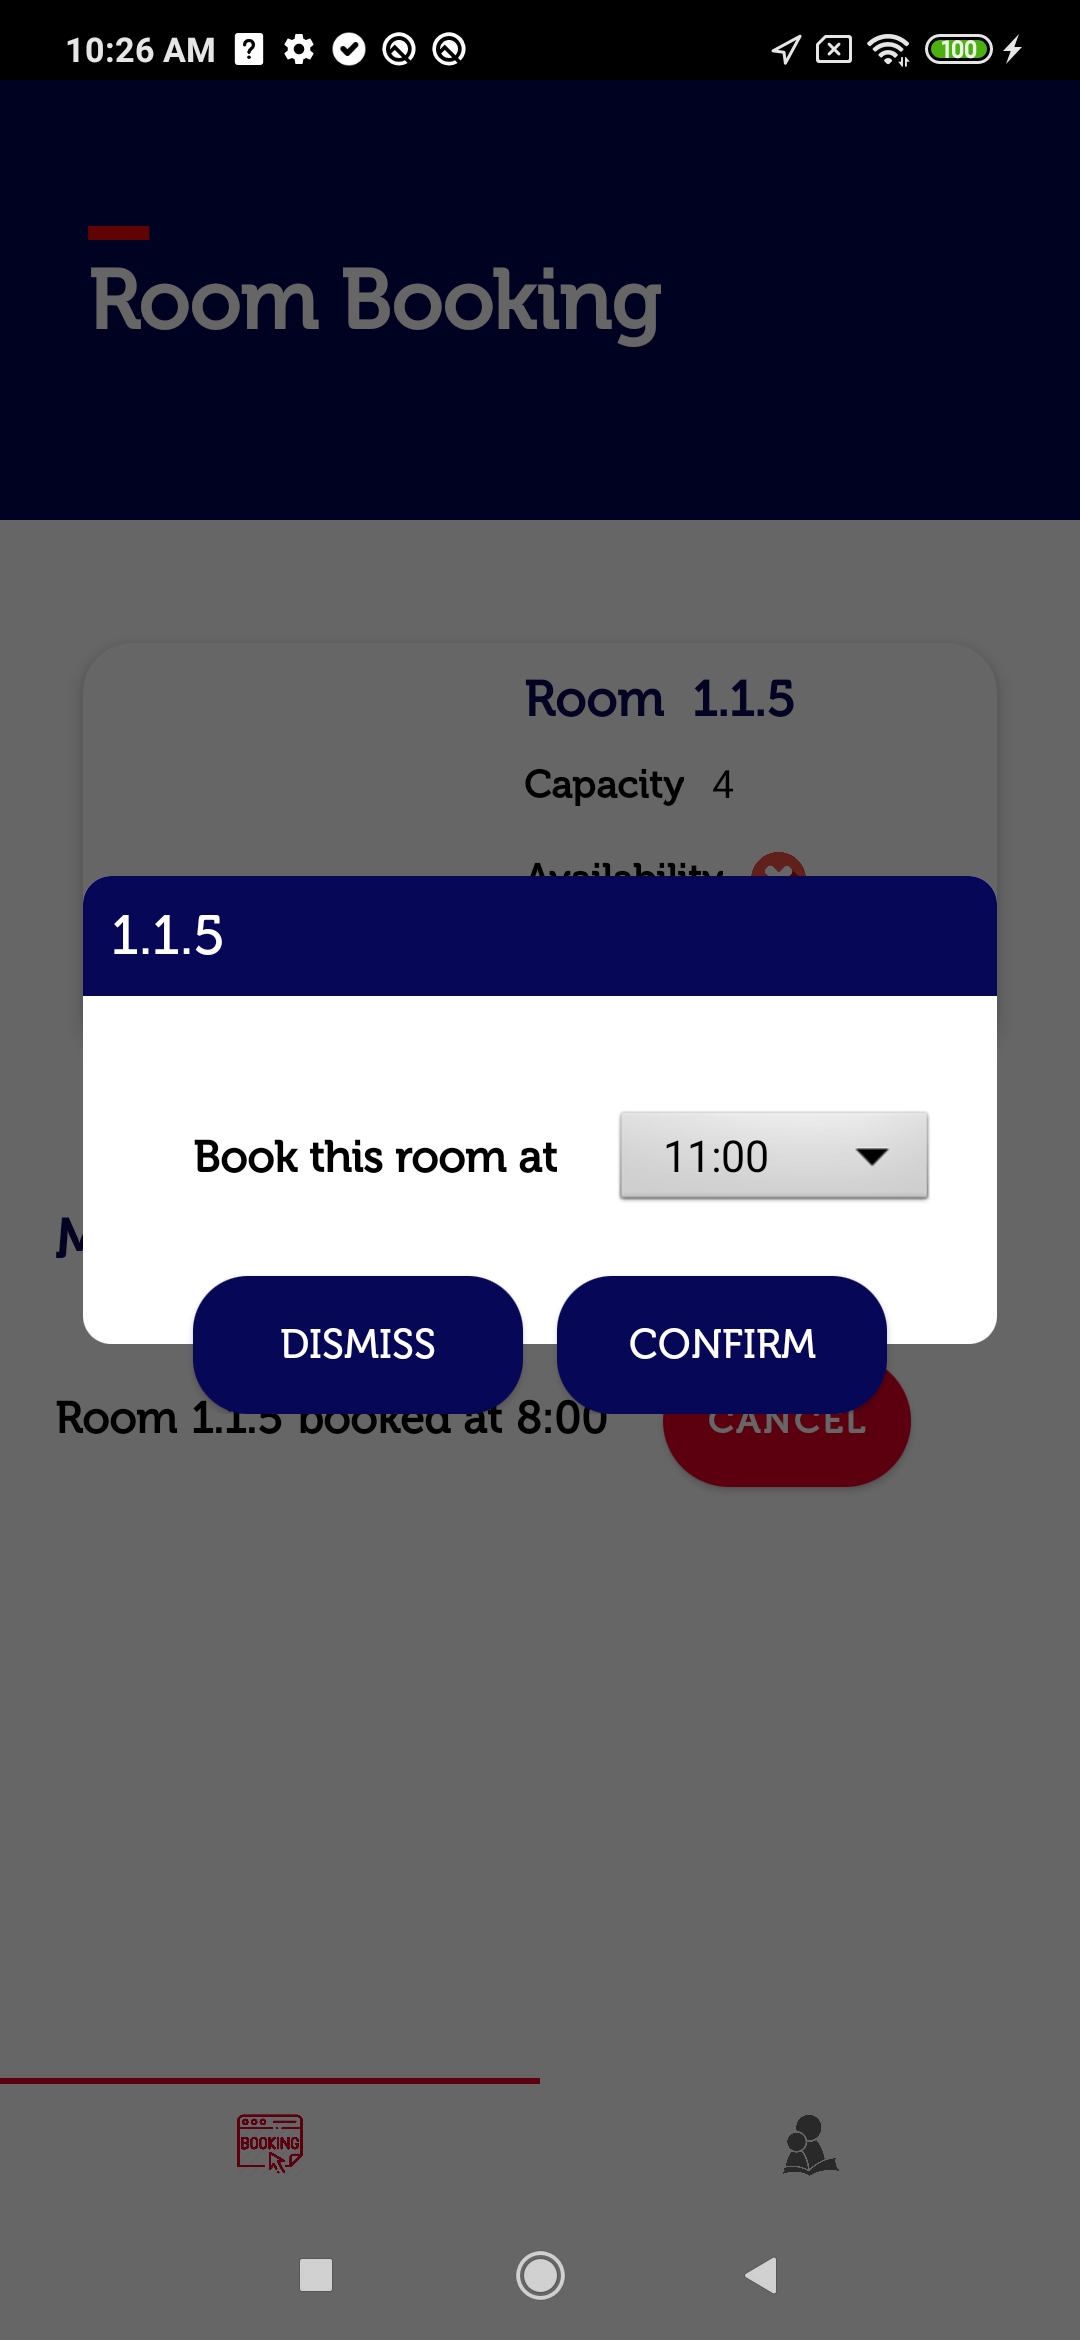 10:26 AM
100
Room Booking
Room 1.1.5
Capacity 4
Availability
1.1.5
Book this room at 11:00
DISMISS CONFIRM
Room 1.1.5 booked at 8:00 CANCEL
BOOKING